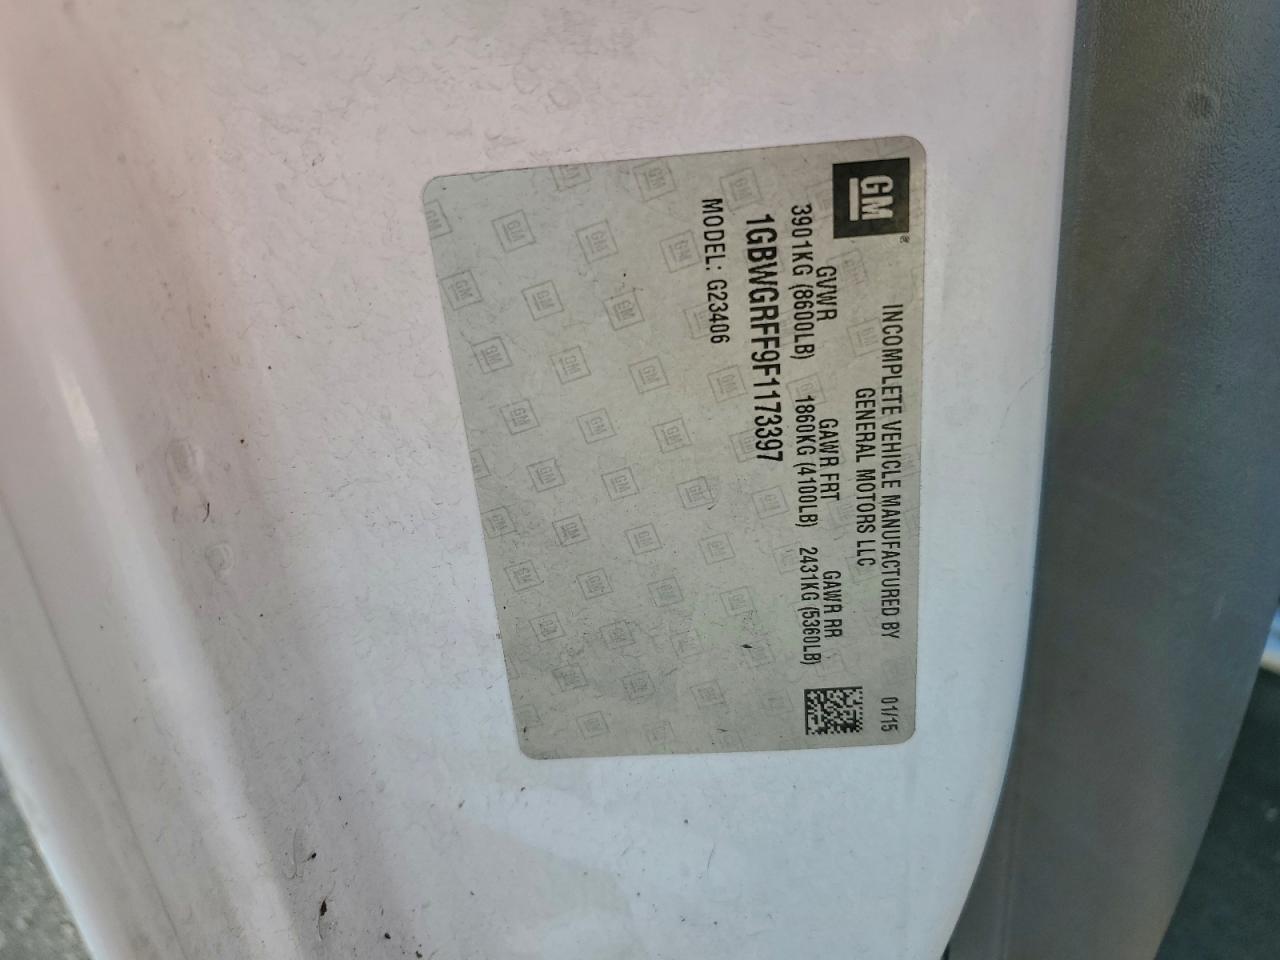 GM®
INCOMPLETE VEHICLE MANUFACTURED BY 01/15
GENERAL MOTORS LLC
GVWR GAWR FRT GAWR RR
3901KG (8600LB) 1860KG (4100LB) 2431KG (5360LB)
1GBWGRFF9F1173397
MODEL: G23406